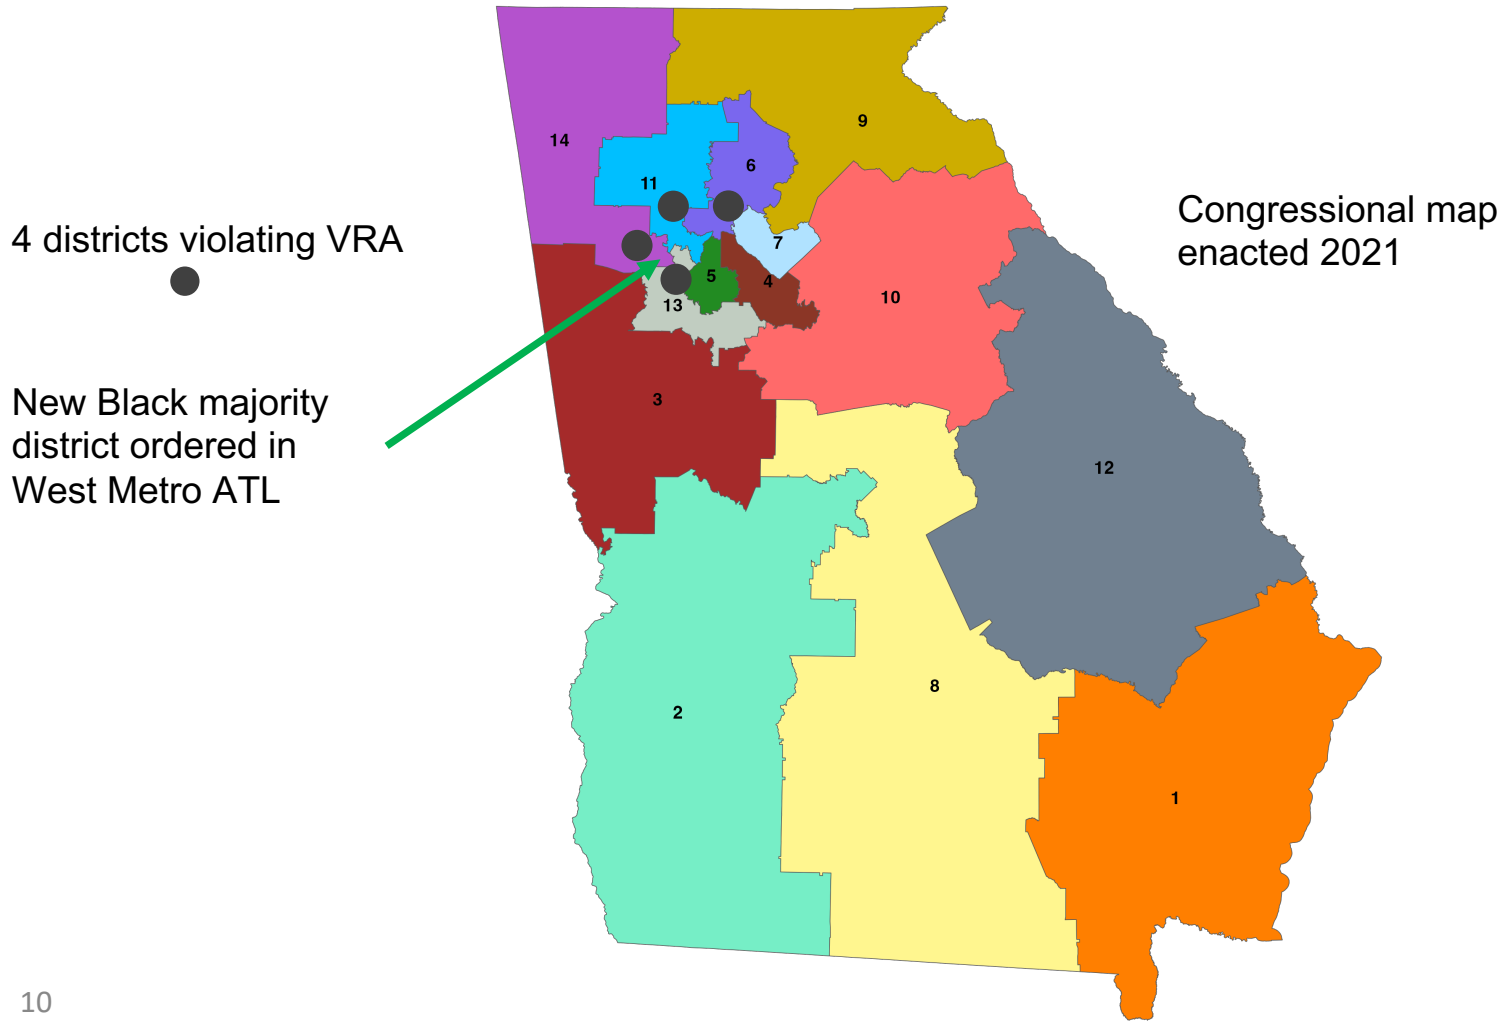 4 districts violating VRA
New Black majority
district ordered in
West Metro ATL
Congressional map
enacted 2021
14
11
6
9
7
5
4
13
10
3
12
2
8
1
10